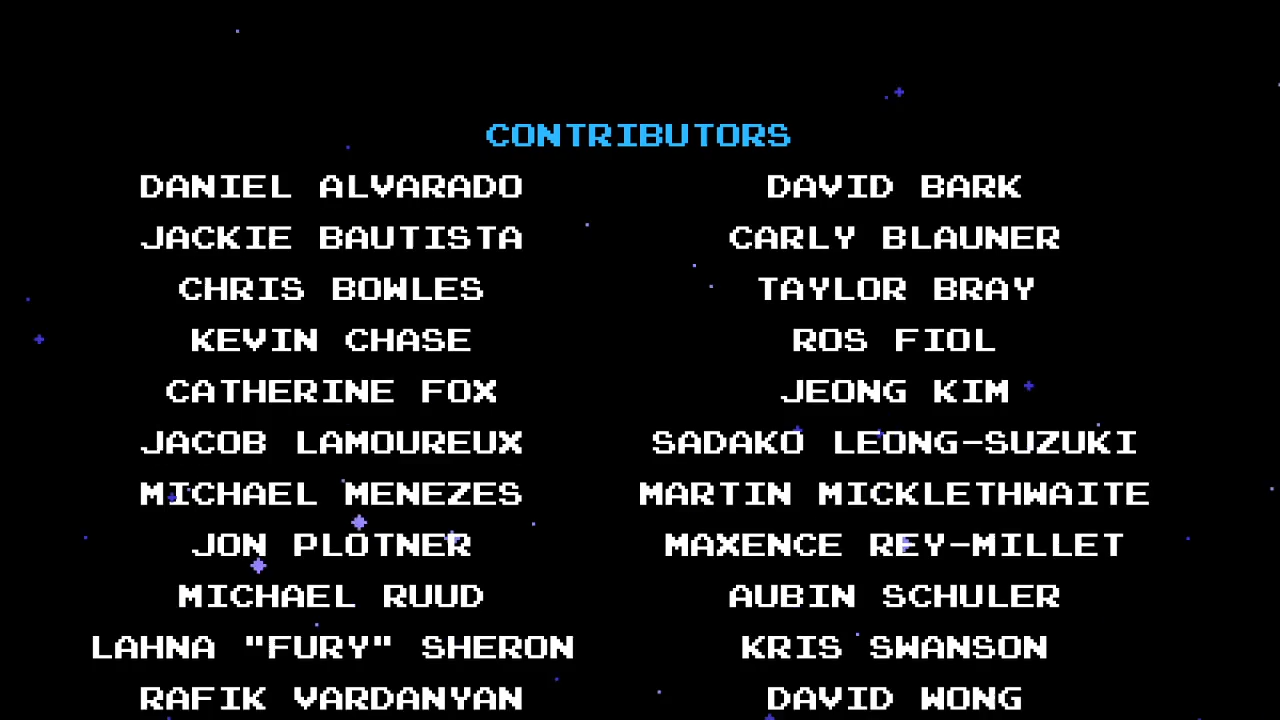 CONTRIBUTORS
DANIEL ALVARADO DAVID BARK
JACKIE BAUTISTA CARLY BLAUNER
CHRIS BOWLES TAYLOR BRAY
KEVIN CHASE ROS FIOL
CATHERINE FOX JEONG KIM
JACOB LAMOUREUX SADAKO LEONG-SUZUKI
MICHAEL MENEZES MARTIN MICKLETHWAITE
JON PLOTNER MAXENCE REY-MILLET
MICHAEL RUUD AUBIN SCHULER
LAHNA "FURY" SHERON KRIS SWANSON
RAFIK VARDANYAN DAVID WONG